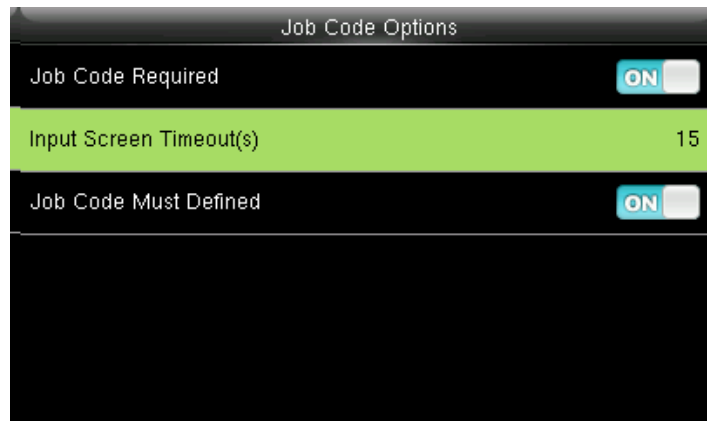 Job Code Options
Job Code Required ON
Input Screen Timeout(s) 15
Job Code Must Defined ON